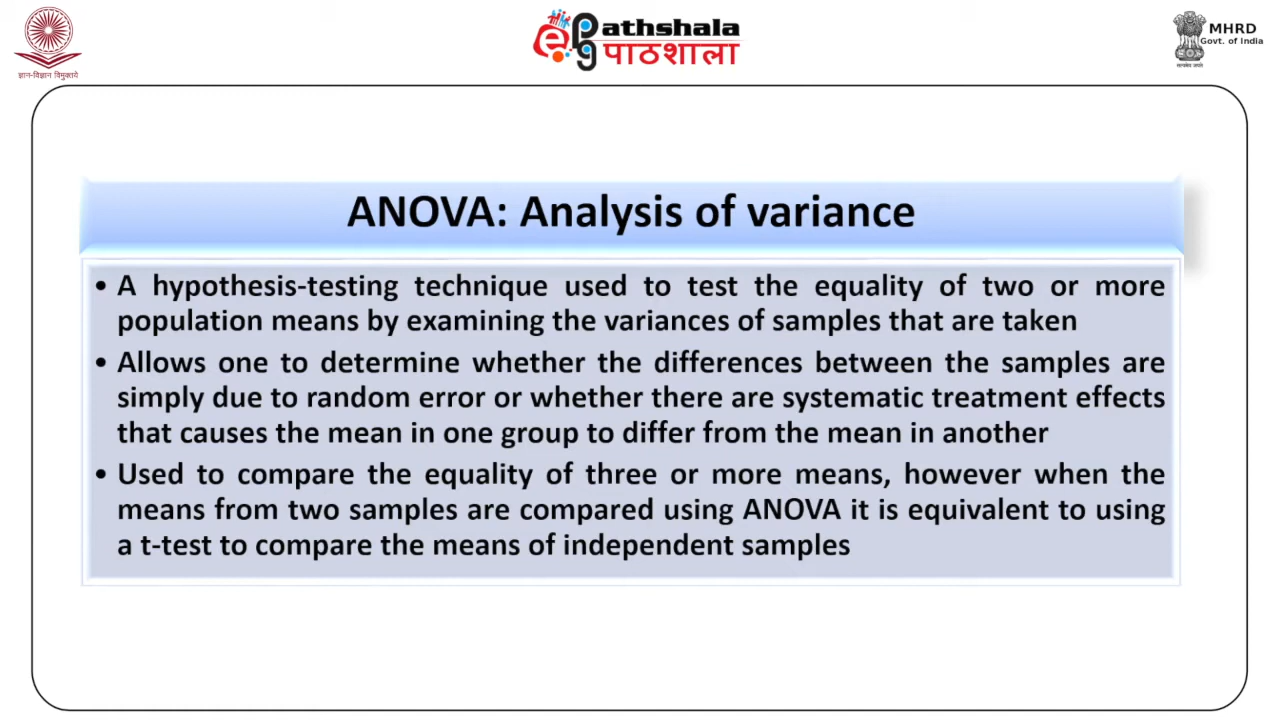 ज्ञान-विज्ञान विमुक्तये
epg Pathshala
पाठशाला
MHRD
Govt. of India
सत्यमेव जयते
ANOVA: Analysis of variance
• A hypothesis-testing technique used to test the equality of two or more
population means by examining the variances of samples that are taken
• Allows one to determine whether the differences between the samples are
simply due to random error or whether there are systematic treatment effects
that causes the mean in one group to differ from the mean in another
• Used to compare the equality of three or more means, however when the
means from two samples are compared using ANOVA it is equivalent to using
a t-test to compare the means of independent samples